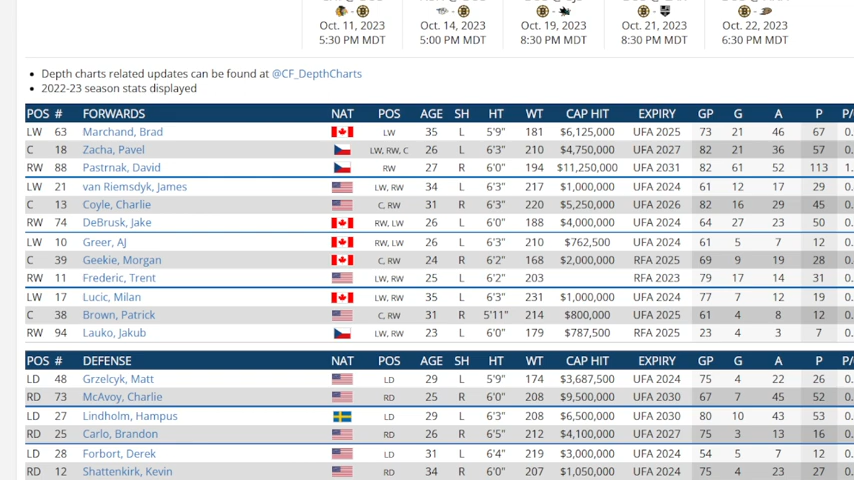 Oct. 11, 2023 Oct. 14, 2023 Oct. 19, 2023 Oct. 21, 2023 Oct. 22, 2023
5:30 PM MDT 5:00 PM MDT 8:30 PM MDT 8:30 PM MDT 6:30 PM MDT
• Depth charts related updates can be found at @CF_DepthCharts
• 2022-23 season stats displayed
POS # FORWARDS NAT POS AGE SH HT WT CAP HIT EXPIRY GP G A P P/
LW 63 Marchand, Brad LW 35 L 5'9" 181 $6,125,000 UFA 2025 73 21 46 67 0.
C 18 Zacha, Pavel LW, RW, C 26 L 6'3" 210 $4,750,000 UFA 2027 82 21 36 57 0.
RW 88 Pastrnak, David RW 27 R 6'0" 194 $11,250,000 UFA 2031 82 61 52 113 1.
LW 21 van Riemsdyk, James LW, RW 34 L 6'3" 217 $1,000,000 UFA 2024 61 12 17 29 0.
C 13 Coyle, Charlie C, RW 31 R 6'3" 220 $5,250,000 UFA 2026 82 16 29 45 0.
RW 74 DeBrusk, Jake RW, LW 26 L 6'0" 188 $4,000,000 UFA 2024 64 27 23 50 0.
LW 10 Greer, AJ RW, LW 26 L 6'3" 210 $762,500 UFA 2024 61 5 7 12 0.
C 39 Geekie, Morgan C, RW 24 R 6'2" 168 $2,000,000 RFA 2025 69 9 19 28 0.
RW 11 Frederic, Trent LW, RW 25 L 6'2" 203 RFA 2023 79 17 14 31 0.
LW 17 Lucic, Milan LW, RW 35 L 6'3" 231 $1,000,000 UFA 2024 77 7 12 19 0.
C 38 Brown, Patrick C, RW 31 R 5'11" 214 $800,000 UFA 2025 61 4 8 12 0.
RW 94 Lauko, Jakub LW, RW 23 L 6'0" 179 $787,500 RFA 2025 23 4 3 7 0.
POS # DEFENSE NAT POS AGE SH HT WT CAP HIT EXPIRY GP G A P P/
LD 48 Grzelcyk, Matt LD 29 L 5'9" 174 $3,687,500 UFA 2024 75 4 22 26 0.
RD 73 McAvoy, Charlie RD 25 R 6'0" 208 $9,500,000 UFA 2030 67 7 45 52 0.
LD 27 Lindholm, Hampus LD 29 L 6'3" 208 $6,500,000 UFA 2030 80 10 43 53 0.
RD 25 Carlo, Brandon RD 26 R 6'5" 212 $4,100,000 UFA 2027 75 3 13 16 0.
LD 28 Forbort, Derek LD 31 L 6'4" 219 $3,000,000 UFA 2024 54 5 7 12 0.
RD 12 Shattenkirk, Kevin RD 34 R 6'0" 207 $1,050,000 UFA 2024 75 4 23 27 0.